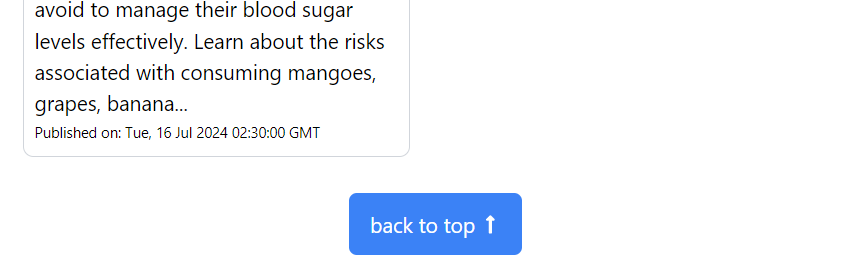 avoid to manage their blood sugar
levels effectively. Learn about the risks
associated with consuming mangoes,
grapes, banana...
Published on: Tue, 16 Jul 2024 02:30:00 GMT
back to top ⭡